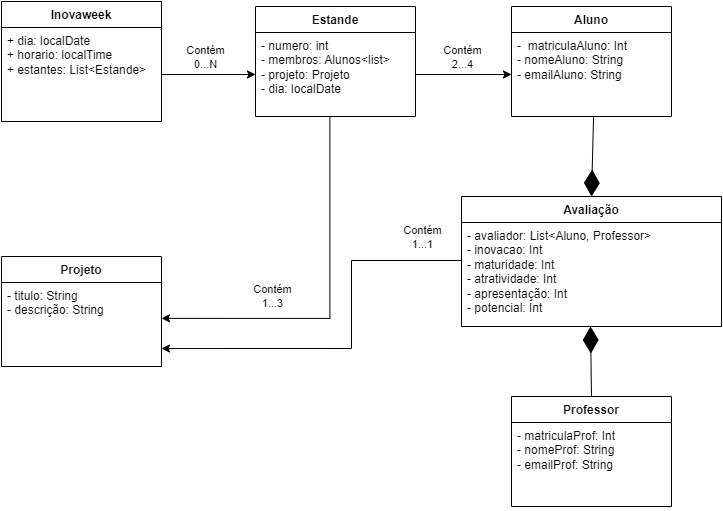 Inovaweek
+ dia: localDate
+ horario: localTime
+ estantes: List<Estande>
Contém
0...N
Estande
- numero: int
- membros: Alunos<list>
- projeto: Projeto
- dia: localDate
Contém
2...4
Aluno
- matriculaAluno: Int
- nomeAluno: String
- emailAluno: String
Avaliação
- avaliador: List<Aluno, Professor>
- inovacao: Int
- maturidade: Int
- atratividade: Int
- apresentação: Int
- potencial: Int
Contém
1...1
Projeto
- titulo: String
- descrição: String
Contém
1...3
Professor
- matriculaProf: Int
- nomeProf: String
- emailProf: String